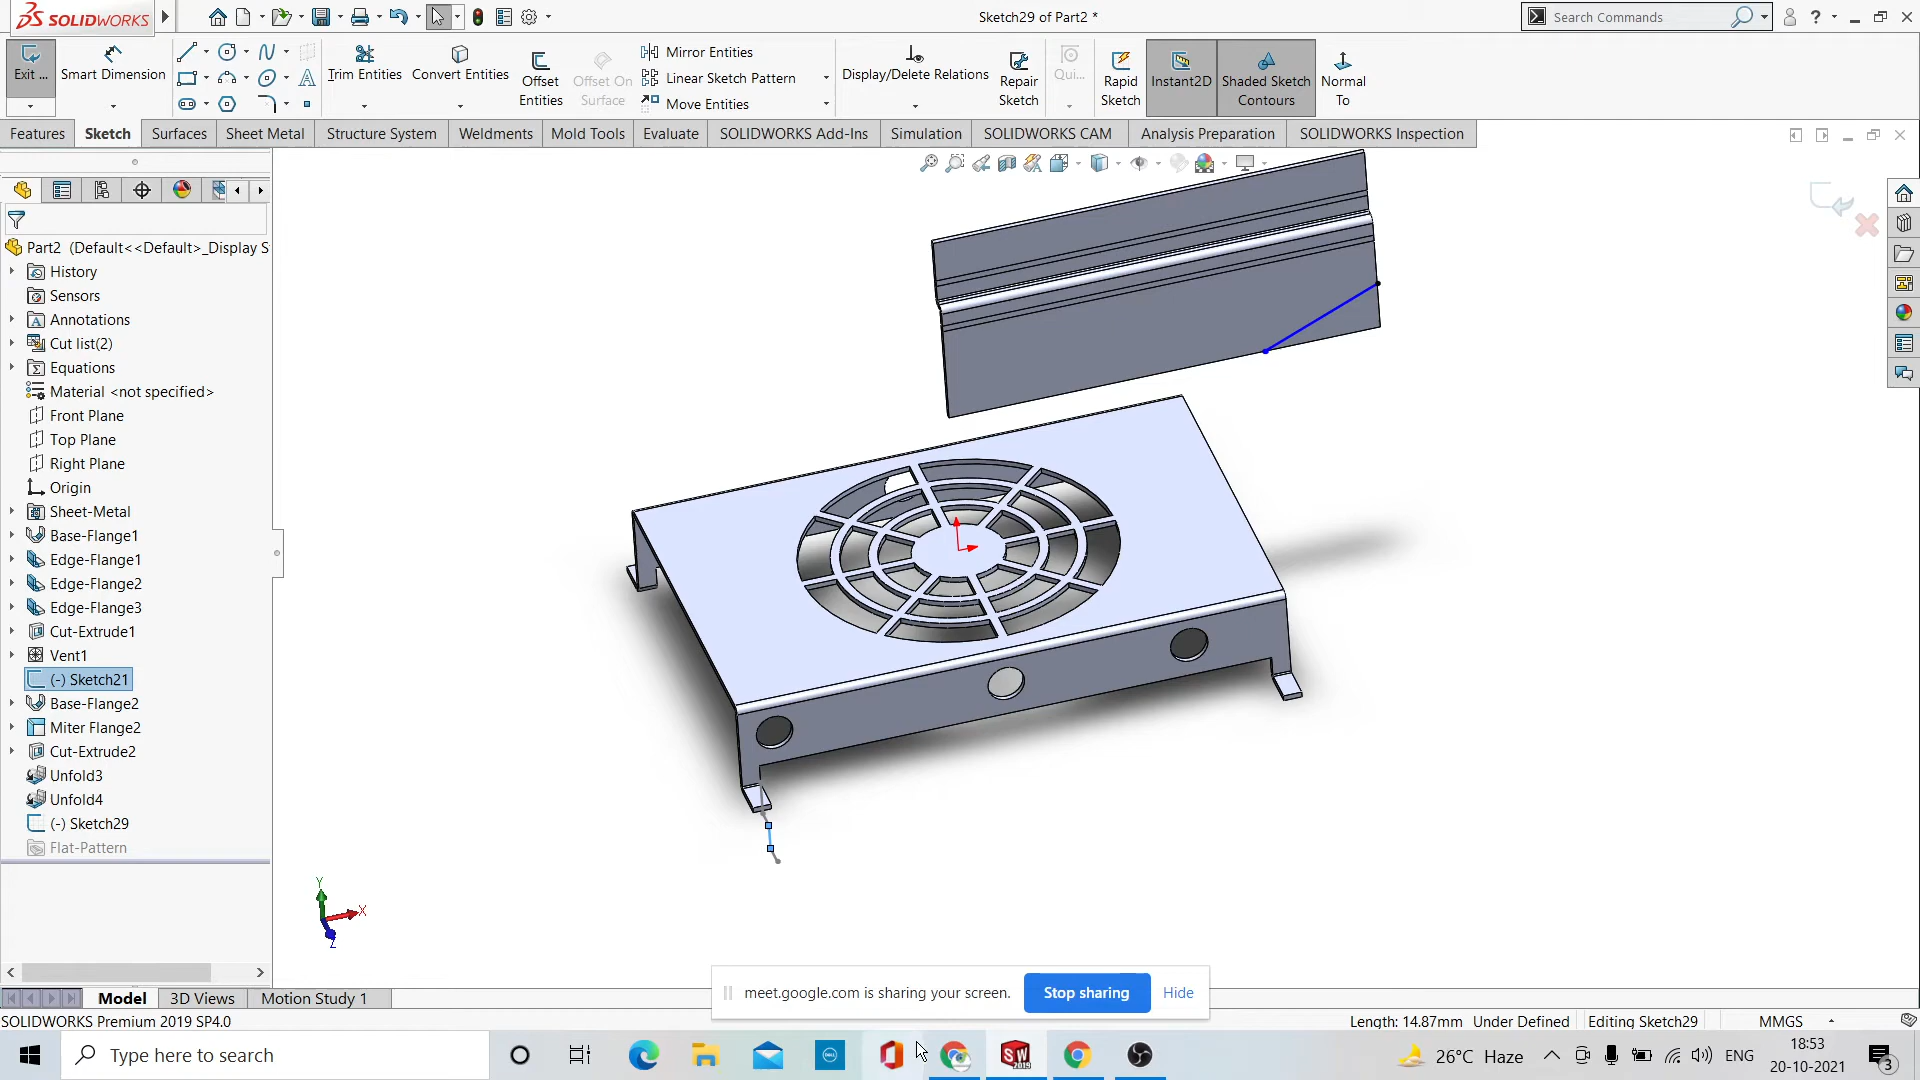 SOLIDWORKS
Sketch29 of Part2 *
Search Commands
Exit ...
Smart Dimension
Trim Entities
Convert Entities
Offset Entities
Offset On Surface
Mirror Entities
Linear Sketch Pattern
Move Entities
Display/Delete Relations
Repair Sketch
Qui...
Rapid Sketch
Instant2D
Shaded Sketch Contours
Normal To
Features
Sketch
Surfaces
Sheet Metal
Structure System
Weldments
Mold Tools
Evaluate
SOLIDWORKS Add-Ins
Simulation
SOLIDWORKS CAM
Analysis Preparation
SOLIDWORKS Inspection
Part2 (Default<<Default>_Display S
History
Sensors
Annotations
Cut list(2)
Equations
Material <not specified>
Front Plane
Top Plane
Right Plane
Origin
Sheet-Metal
Base-Flange1
Edge-Flange1
Edge-Flange2
Edge-Flange3
Cut-Extrude1
Vent1
(-) Sketch21
Base-Flange2
Miter Flange2
Cut-Extrude2
Unfold3
Unfold4
(-) Sketch29
Flat-Pattern
Y
X
Z
meet.google.com is sharing your screen.
Stop sharing
Hide
Model
3D Views
Motion Study 1
SOLIDWORKS Premium 2019 SP4.0
Length: 14.87mm
Under Defined
Editing Sketch29
MMGS
Type here to search
26°C Haze
ENG
18:53
20-10-2021
3